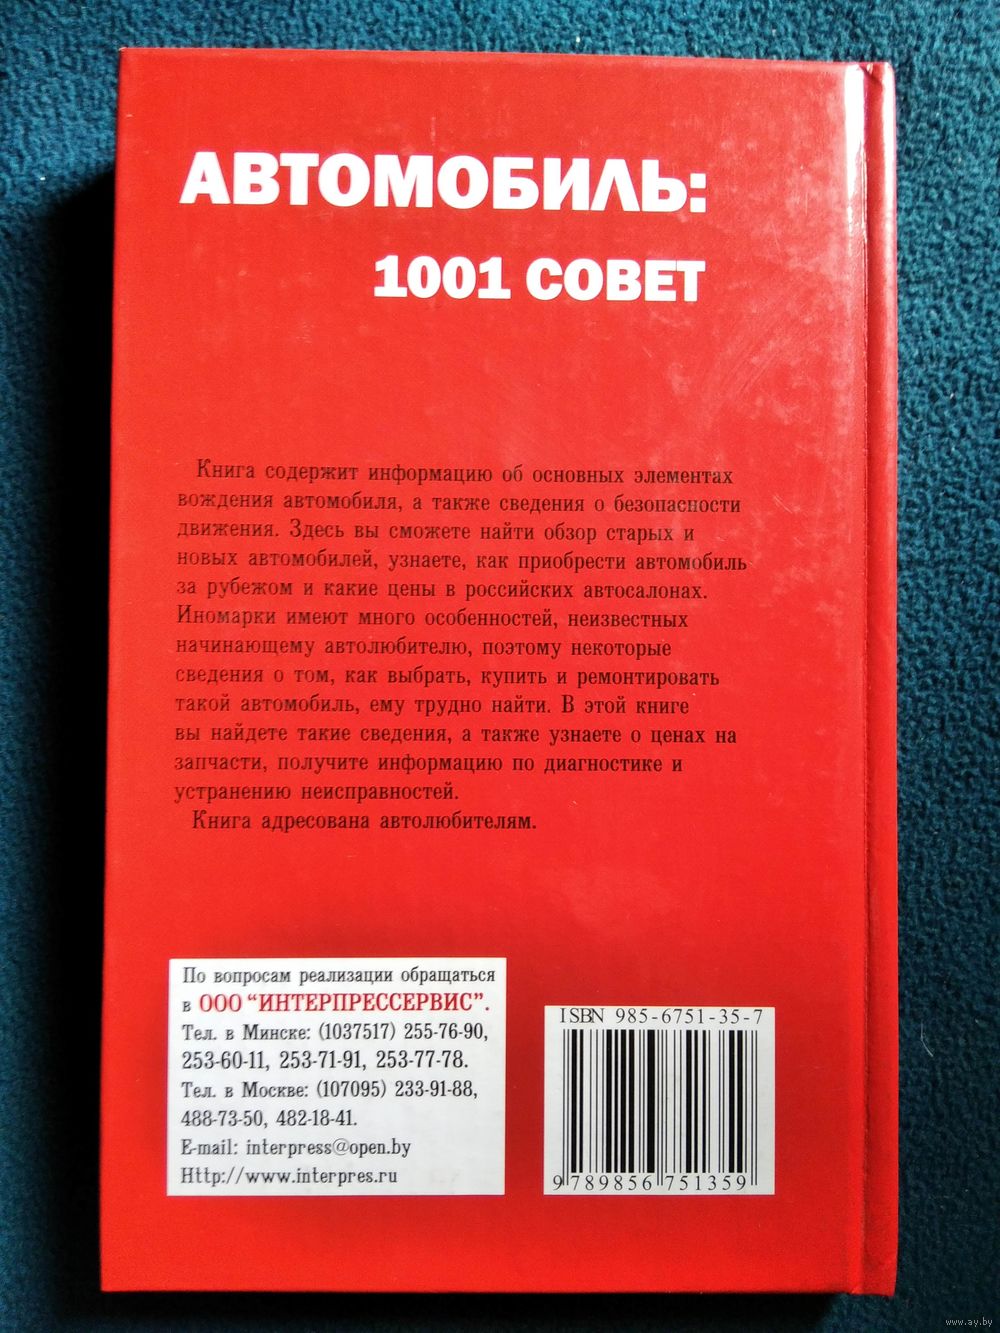 АВТОМОБИЛЬ:
1001 СОВЕТ
Книга содержит информацию об основных элементах
вождения автомобиля, а также сведения о безопасности
движения. Здесь вы сможете найти обзор старых и
новых автомобилей, узнаете, как приобрести автомобиль
за рубежом и какие цены в российских автосалонах.
Иномарки имеют много особенностей, неизвестных
начинающему автолюбителю, поэтому некоторые
сведения о том, как выбрать, купить и ремонтировать
такой автомобиль, ему трудно найти. В этой книге
вы найдете такие сведения, а также узнаете о ценах на
запчасти, получите информацию по диагностике и
устранению неисправностей.
Книга адресована автолюбителям.
По вопросам реализации обращаться
в ООО "ИНТЕРПРЕССЕРВИС".
Тел. в Минске: (1037517) 255-76-90,
253-60-11, 253-71-91, 253-77-78.
Тел. в Москве: (107095) 233-91-88,
488-73-50, 482-18-41.
E-mail: interpress@open.by
Http://www.interpres.ru
ISBN 985-6751-35-7
9 789856 751359
www.ay.by